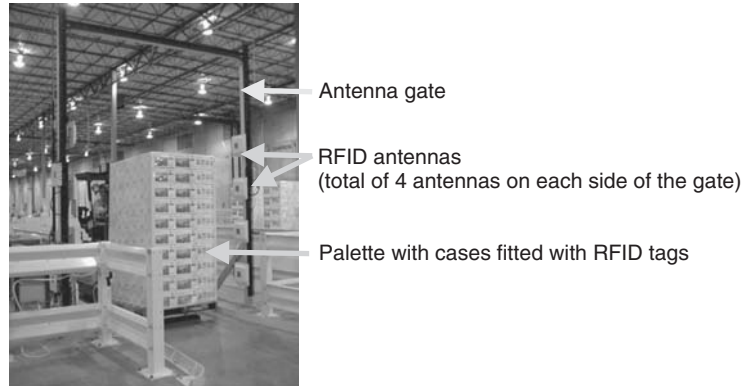 Antenna gate
RFID antennas
(total of 4 antennas on each side of the gate)
Palette with cases fitted with RFID tags